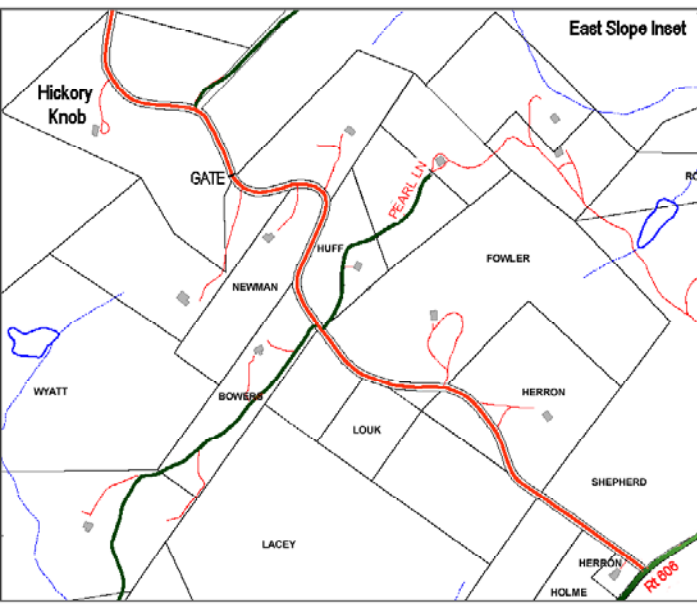 East Slope Inset
Hickory
Knob
GATE
PEARL LN
HUFF
FOWLER
NEWMAN
WYATT
BOWERS
HERRON
LOUK
SHEPHERD
LACEY
HERRON
HOLME
Rt 606